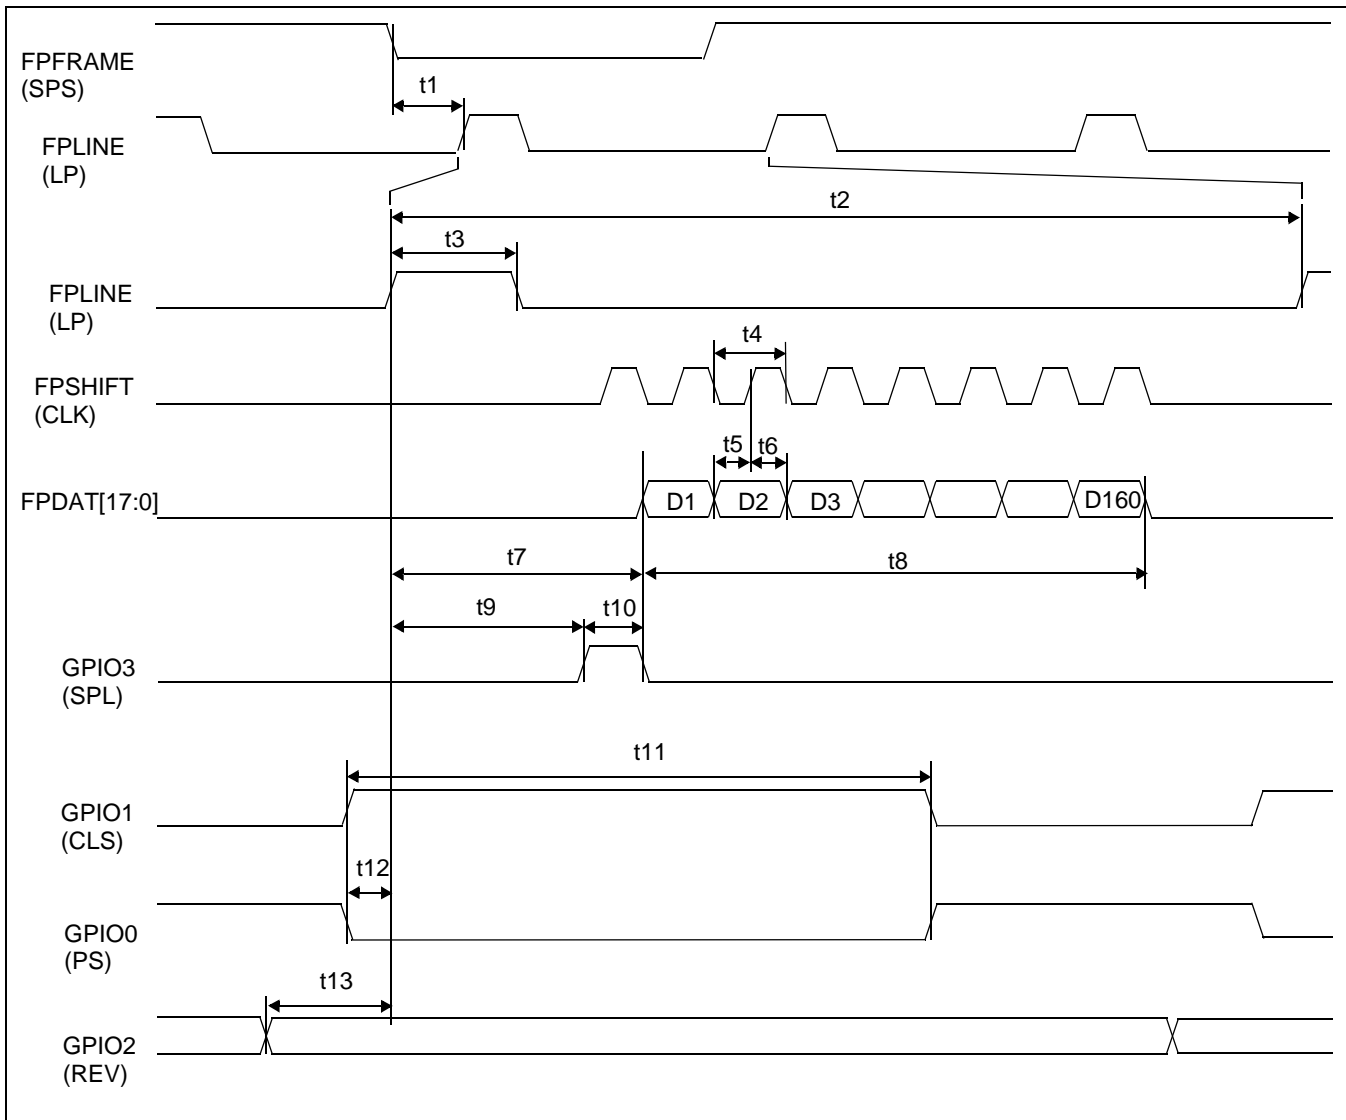 FPFRAME
(SPS)
t1
FPLINE
(LP)
t2
t3
FPLINE
(LP)
t4
FPSHIFT
(CLK)
t5
t6
FPDAT[17:0]
D1
D2
D3
D160
t7
t8
t9
t10
GPIO3
(SPL)
t11
GPIO1
(CLS)
t12
GPIO0
(PS)
t13
GPIO2
(REV)